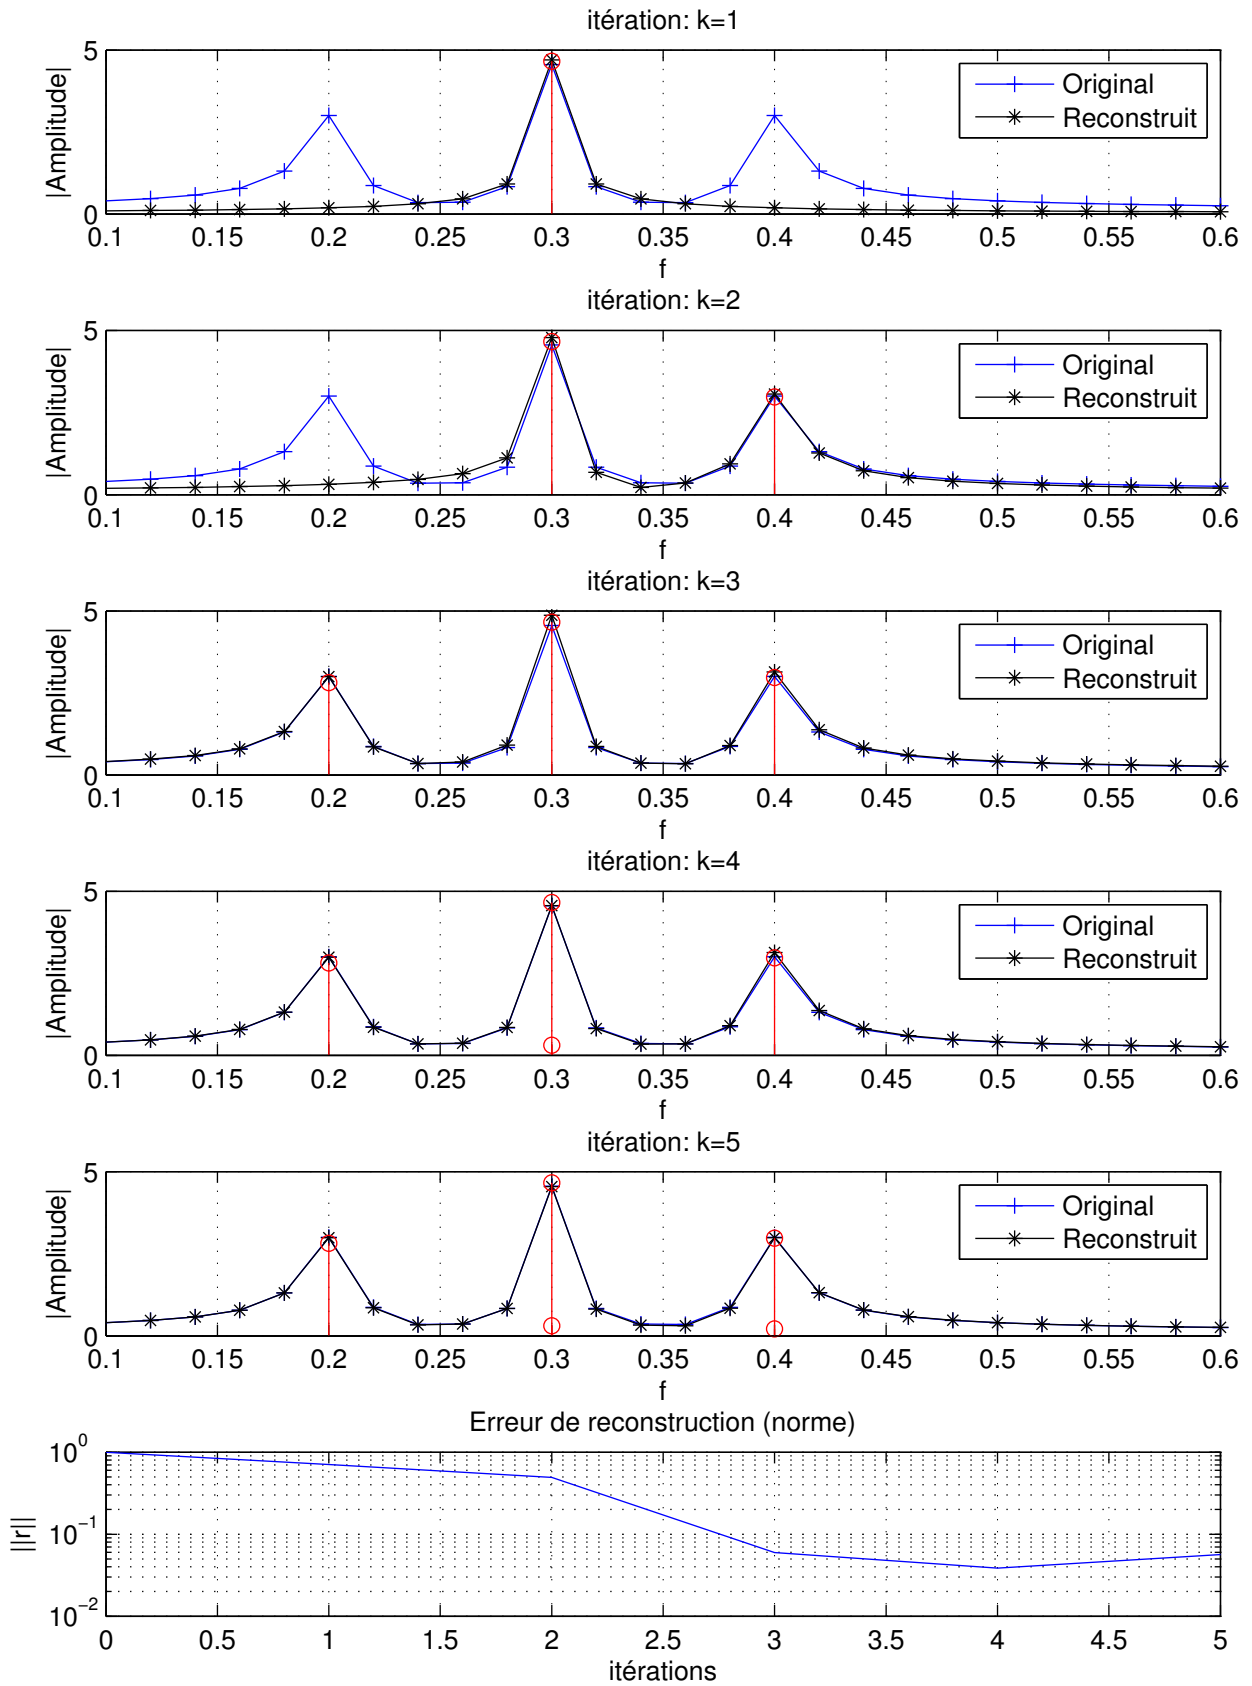 itération: k=1
|Amplitude|
5
0
Original
Reconstruit
0.1 0.15 0.2 0.25 0.3 0.35 0.4 0.45 0.5 0.55 0.6
f
itération: k=2
|Amplitude|
5
0
Original
Reconstruit
0.1 0.15 0.2 0.25 0.3 0.35 0.4 0.45 0.5 0.55 0.6
f
itération: k=3
|Amplitude|
5
0
Original
Reconstruit
0.1 0.15 0.2 0.25 0.3 0.35 0.4 0.45 0.5 0.55 0.6
f
itération: k=4
|Amplitude|
5
0
Original
Reconstruit
0.1 0.15 0.2 0.25 0.3 0.35 0.4 0.45 0.5 0.55 0.6
f
itération: k=5
|Amplitude|
5
0
Original
Reconstruit
0.1 0.15 0.2 0.25 0.3 0.35 0.4 0.45 0.5 0.55 0.6
f
Erreur de reconstruction (norme)
||r||
10^0
10^-1
10^-2
0 0.5 1 1.5 2 2.5 3 3.5 4 4.5 5
itérations